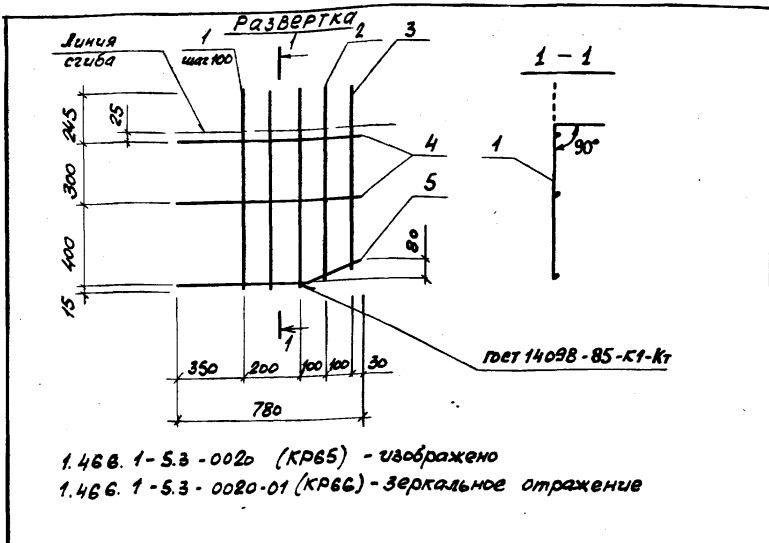 Развертка
Линия
сгиба
1
шаг 100
1
2
3
1 - 1
25
245
300
400
15
4
5
80
1
90°
1
350
200
100
100
30
780
гост 14098-85-К1-Кт
1.466.1-5.3-0020 (КР65) - изображено
1.466.1-5.3-0020-01 (КР66) - зеркальное отражение